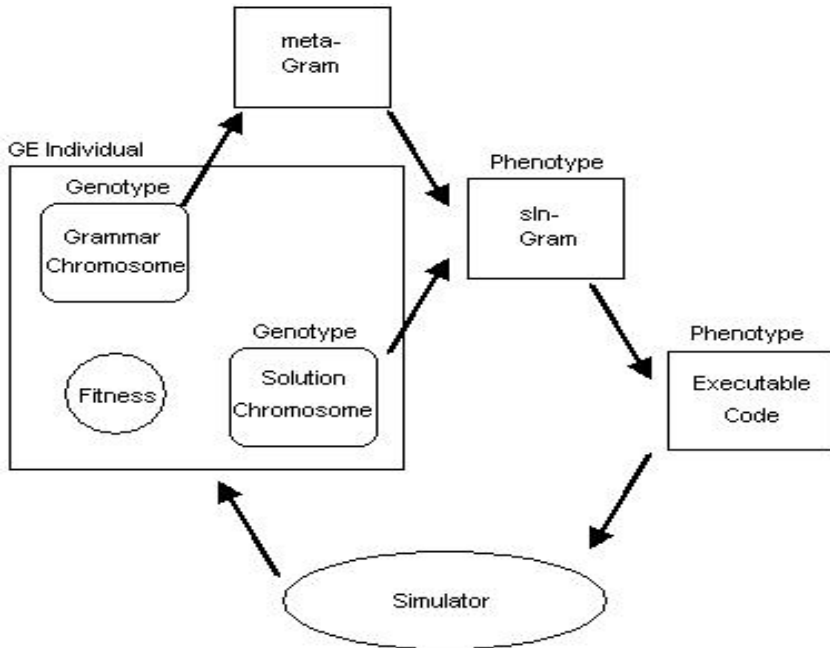 meta-
Gram
GE Individual
Genotype
Grammar
Chromosome
Phenotype
sln-
Gram
Genotype
Solution
Chromosome
Fitness
Phenotype
Executable
Code
Simulator